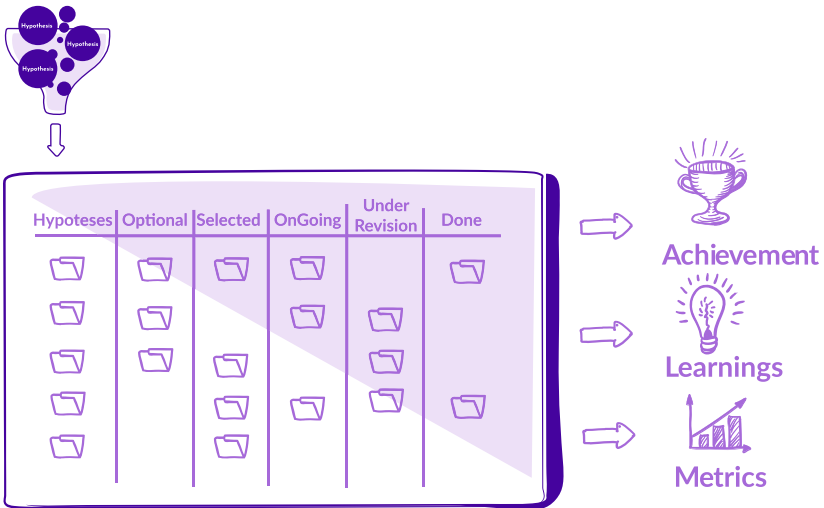 Hypothesis
Hypothesis
Hypothesis
Hypoteses
Optional
Selected
OnGoing
Under
Revision
Done
Achievement
Learnings
Metrics